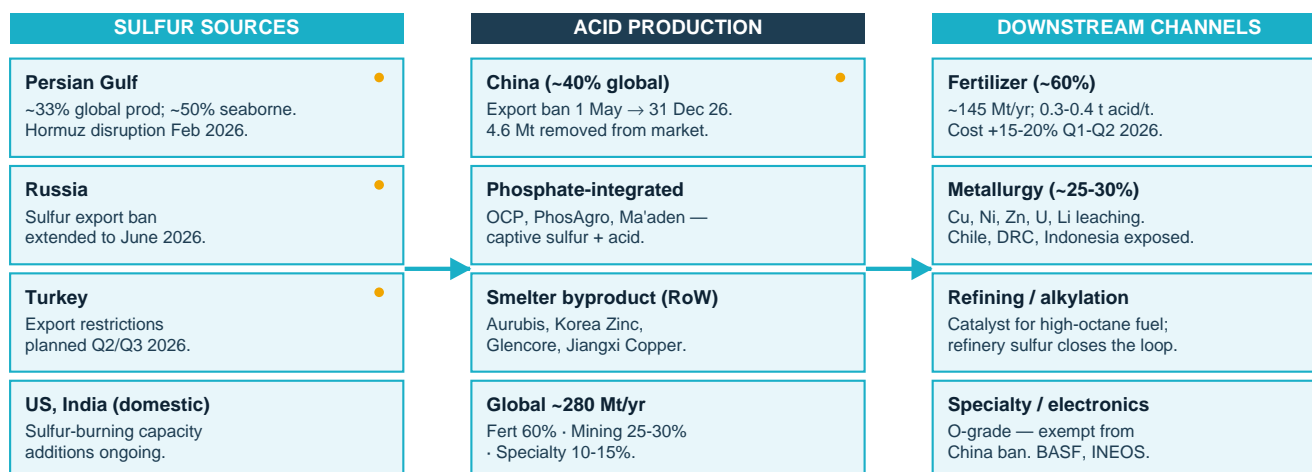 SULFUR SOURCES
Persian Gulf
~33% global prod; ~50% seaborne.
Hormuz disruption Feb 2026.
Russia
Sulfur export ban
extended to June 2026.
Turkey
Export restrictions
planned Q2/Q3 2026.
US, India (domestic)
Sulfur-burning capacity
additions ongoing.
ACID PRODUCTION
China (~40% global)
Export ban 1 May → 31 Dec 26.
4.6 Mt removed from market.
Phosphate-integrated
OCP, PhosAgro, Ma'aden —
captive sulfur + acid.
Smelter byproduct (RoW)
Aurubis, Korea Zinc,
Glencore, Jiangxi Copper.
Global ~280 Mt/yr
Fert 60% · Mining 25-30%
· Specialty 10-15%.
DOWNSTREAM CHANNELS
Fertilizer (~60%)
~145 Mt/yr; 0.3-0.4 t acid/t.
Cost +15-20% Q1-Q2 2026.
Metallurgy (~25-30%)
Cu, Ni, Zn, U, Li leaching.
Chile, DRC, Indonesia exposed.
Refining / alkylation
Catalyst for high-octane fuel;
refinery sulfur closes the loop.
Specialty / electronics
O-grade — exempt from
China ban. BASF, INEOS.